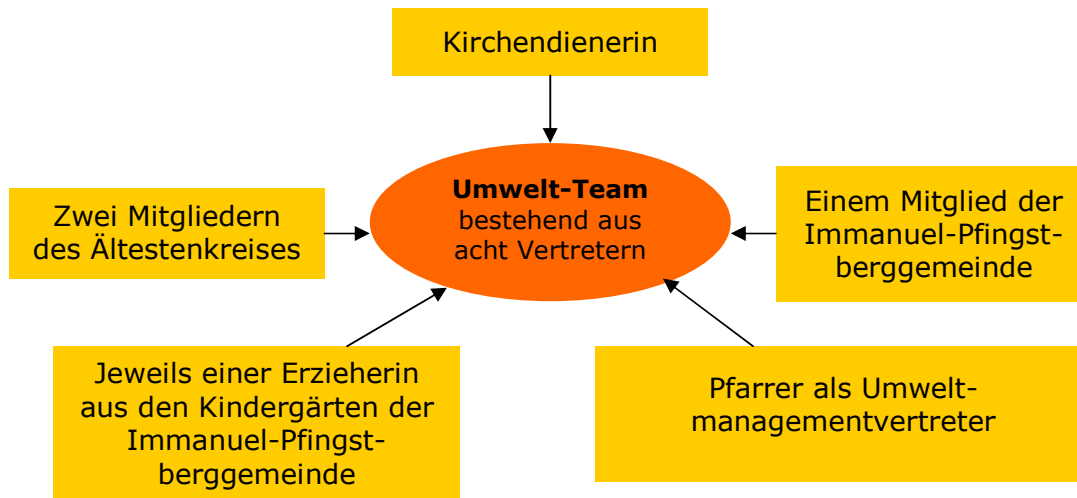 Kirchendienerin
Umwelt-Team
bestehend aus
acht Vertretern
Zwei Mitgliedern
des Ältestenkreises
Einem Mitglied der
Immanuel-Pfingst-
berggemeinde
Jeweils einer Erzieherin
aus den Kindergärten der
Immanuel-Pfingst-
berggemeinde
Pfarrer als Umwelt-
managementvertreter